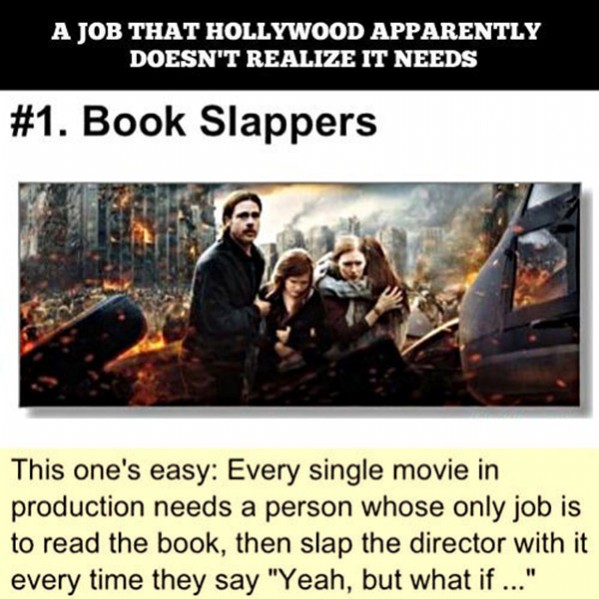 A JOB THAT HOLLYWOOD APPARENTLY
DOESN'T REALIZE IT NEEDS
#1. Book Slappers
This one's easy: Every single movie in
production needs a person whose only job is
to read the book, then slap the director with it
every time they say "Yeah, but what if ..."